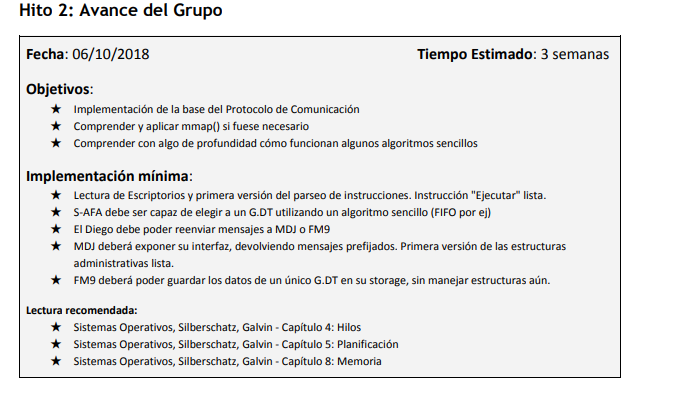 Hito 2: Avance del Grupo
Fecha: 06/10/2018 Tiempo Estimado: 3 semanas
Objetivos:
★ Implementación de la base del Protocolo de Comunicación
★ Comprender y aplicar mmap() si fuese necesario
★ Comprender con algo de profundidad cómo funcionan algunos algoritmos sencillos
Implementación mínima:
★ Lectura de Escriptorios y primera versión del parseo de instrucciones. Instrucción "Ejecutar" lista.
★ S-AFA debe ser capaz de elegir a un G.DT utilizando un algoritmo sencillo (FIFO por ej)
★ El Diego debe poder reenviar mensajes a MDJ o FM9
★ MDJ deberá exponer su interfaz, devolviendo mensajes prefijados. Primera versión de las estructuras
administrativas lista.
★ FM9 deberá poder guardar los datos de un único G.DT en su storage, sin manejar estructuras aún.
Lectura recomendada:
★ Sistemas Operativos, Silberschatz, Galvin - Capítulo 4: Hilos
★ Sistemas Operativos, Silberschatz, Galvin - Capítulo 5: Planificación
★ Sistemas Operativos, Silberschatz, Galvin - Capítulo 8: Memoria